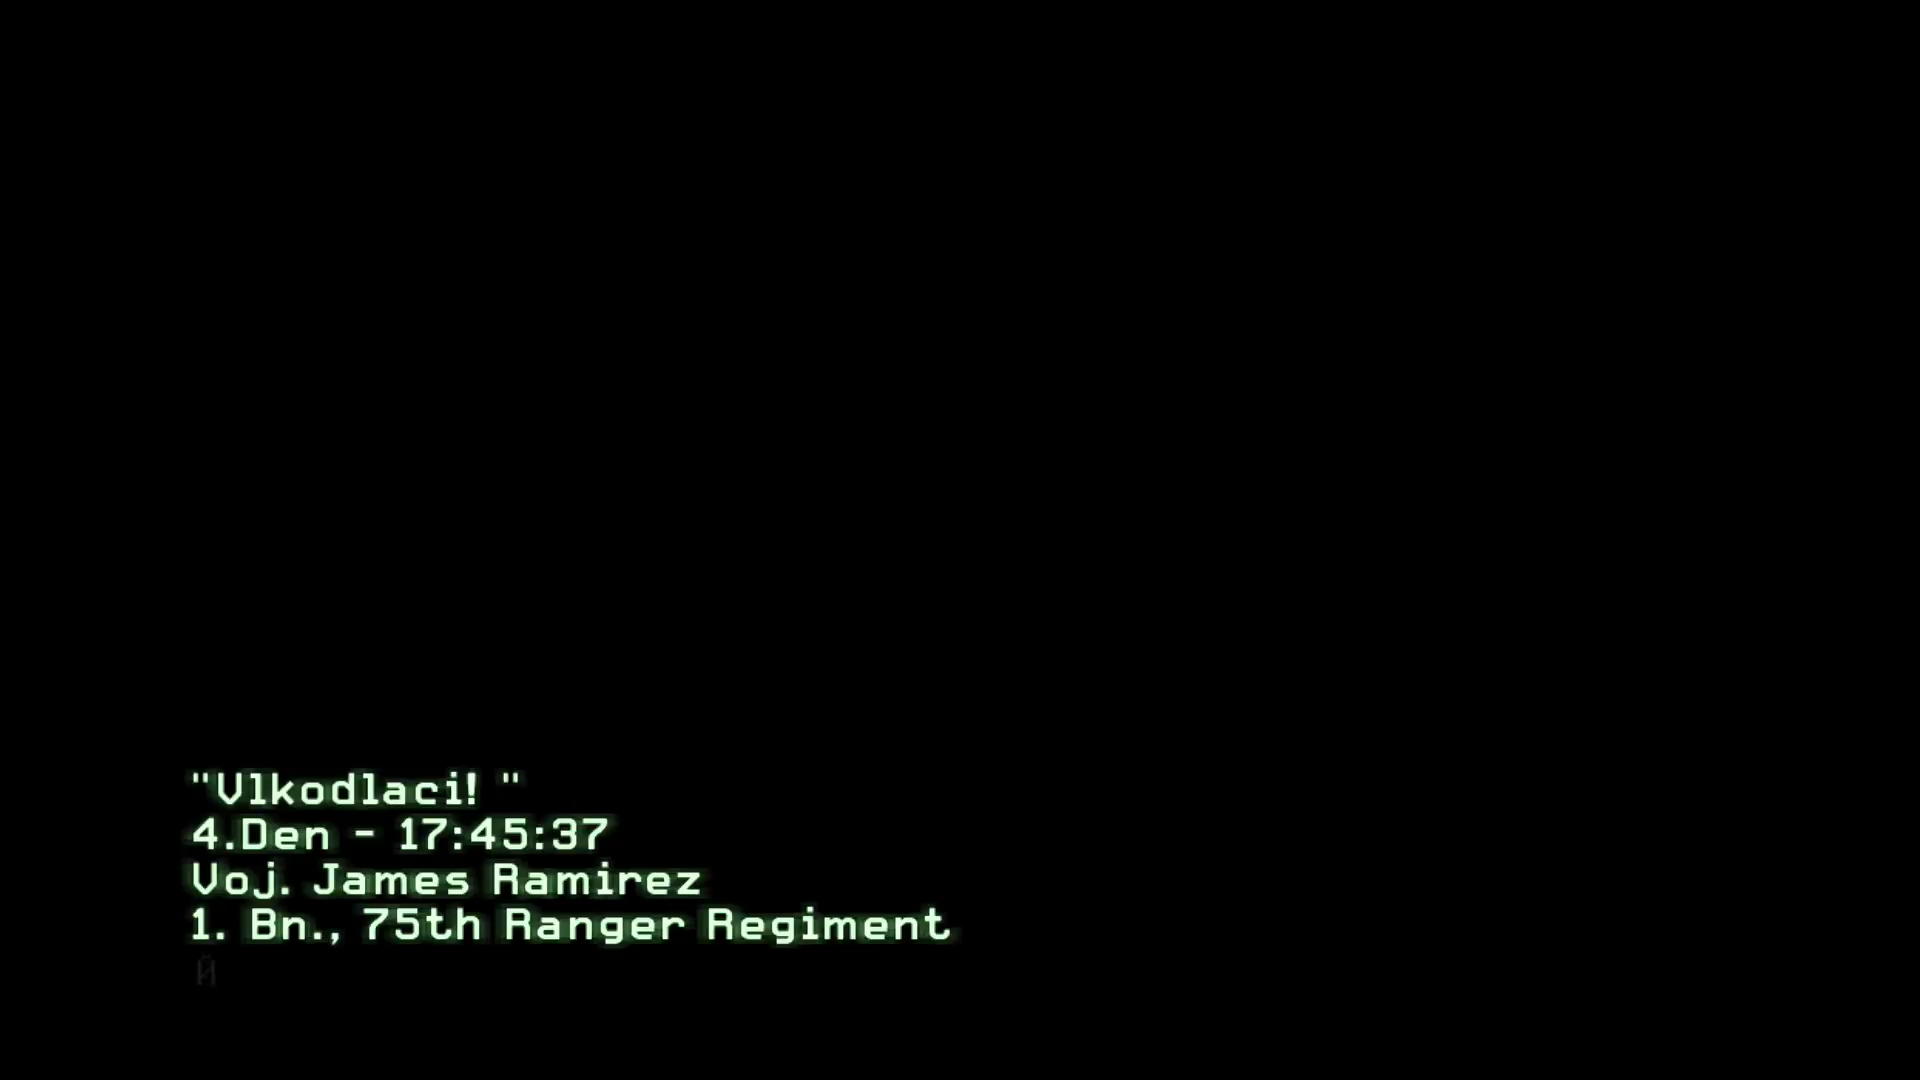 "Vlkodlaci! "
4.Den - 17:45:37
Voj. James Ramirez
1. Bn., 75th Ranger Regiment